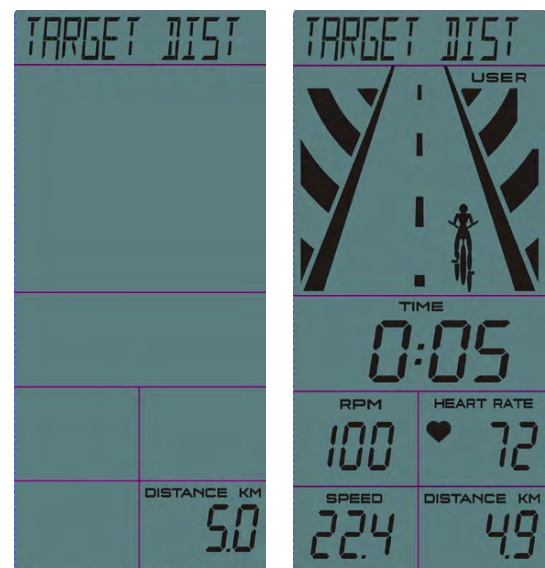 TARGET DIST
DISTANCE KM
5.0
TARGET DIST
USER
TIME
0:05
RPM
HEART RATE
100
72
SPEED
DISTANCE KM
22.4
4.9